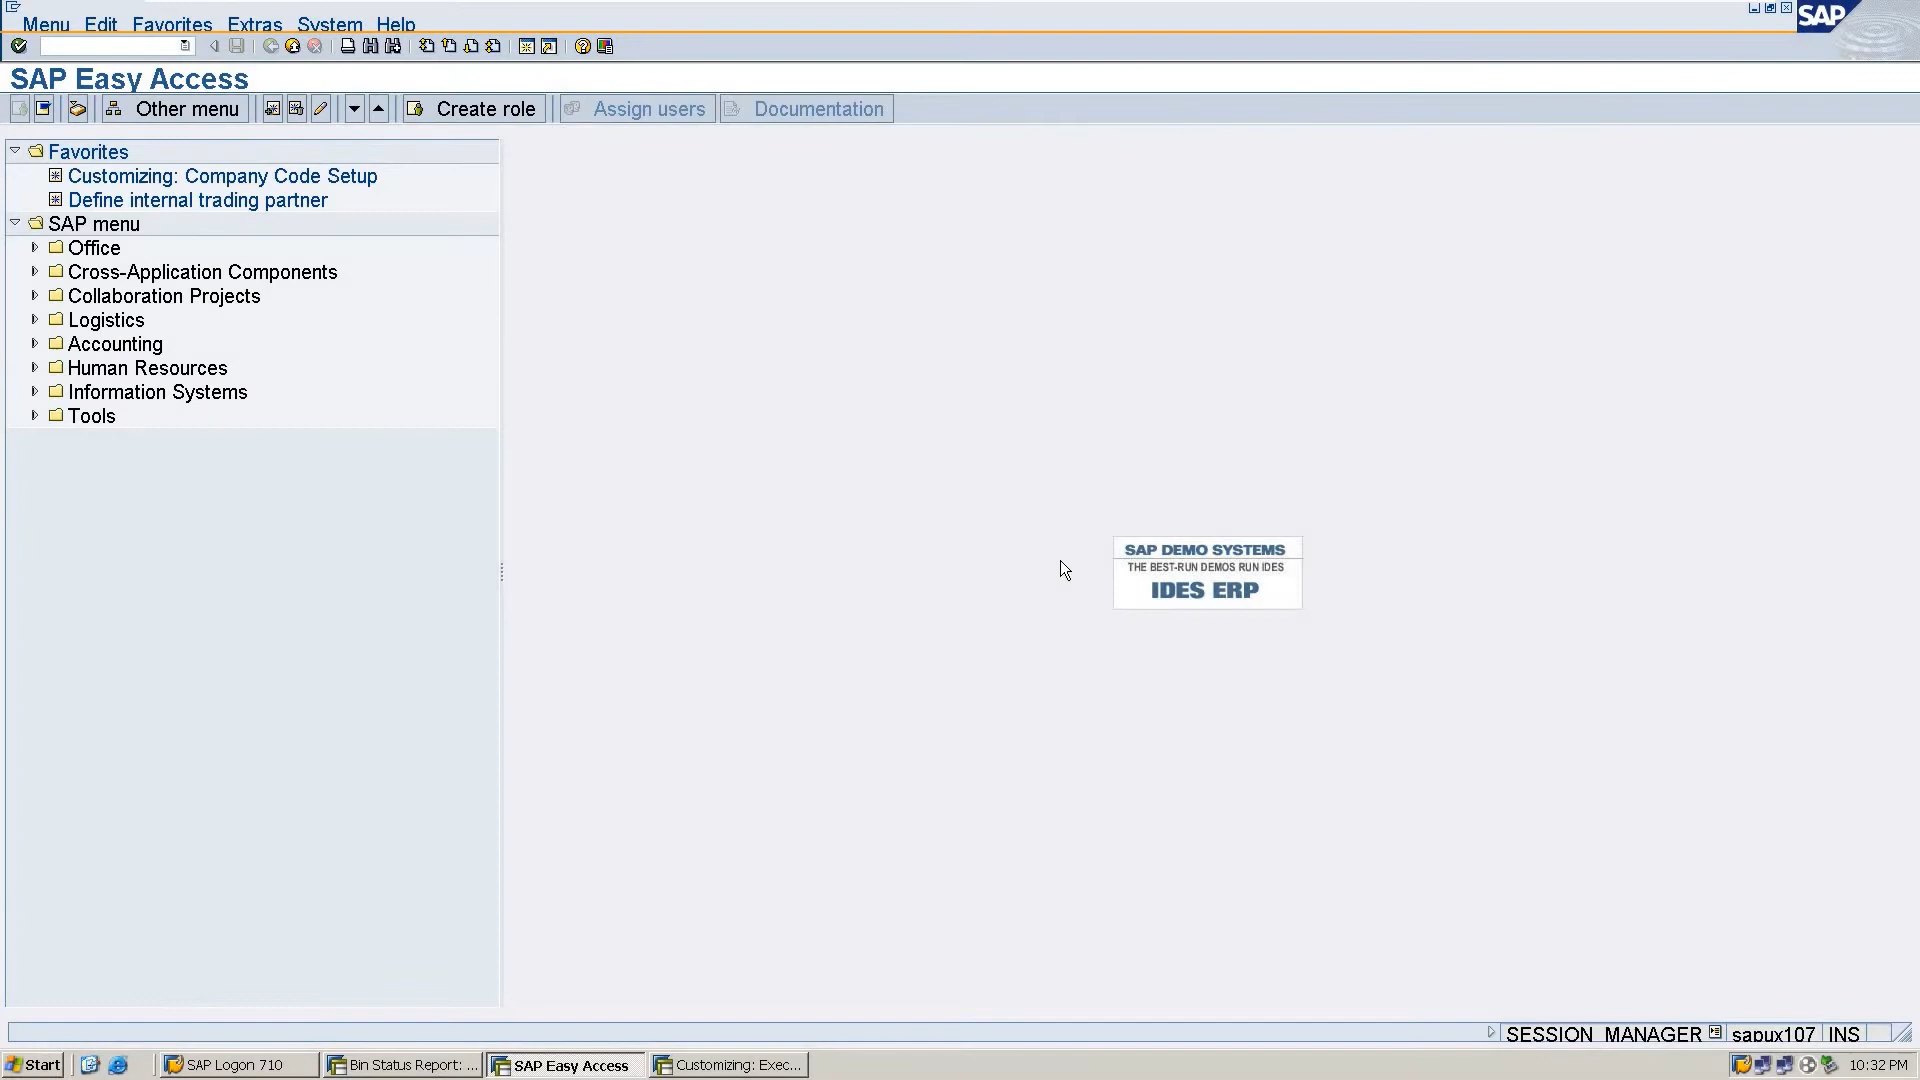 Menu Edit Favorites Extras System Help
SAP
SAP Easy Access
Other menu Create role Assign users Documentation
Favorites
Customizing: Company Code Setup
Define internal trading partner
SAP menu
Office
Cross-Application Components
Collaboration Projects
Logistics
Accounting
Human Resources
Information Systems
Tools
SAP DEMO SYSTEMS
THE BEST-RUN DEMOS RUN IDES
IDES ERP
SESSION_MANAGER sapux107 INS
Start SAP Logon 710 Bin Status Report: ... SAP Easy Access Customizing: Exec... 10:32 PM